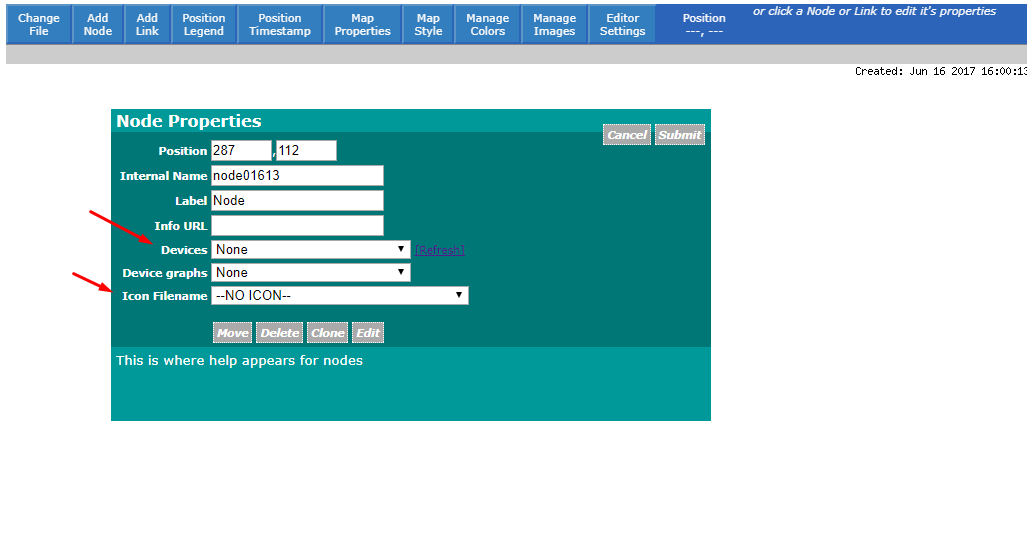 Change File
Add Node
Add Link
Position Legend
Position Timestamp
Map Properties
Map Style
Manage Colors
Manage Images
Editor Settings
Position ---, ---
or click a Node or Link to edit it's properties
Created: Jun 16 2017 16:00:13
Node Properties
Cancel Submit
Position 287 , 112
Internal Name node01613
Label Node
Info URL
Devices None [Refresh]
Device graphs None
Icon Filename --NO ICON--
Move Delete Clone Edit
This is where help appears for nodes